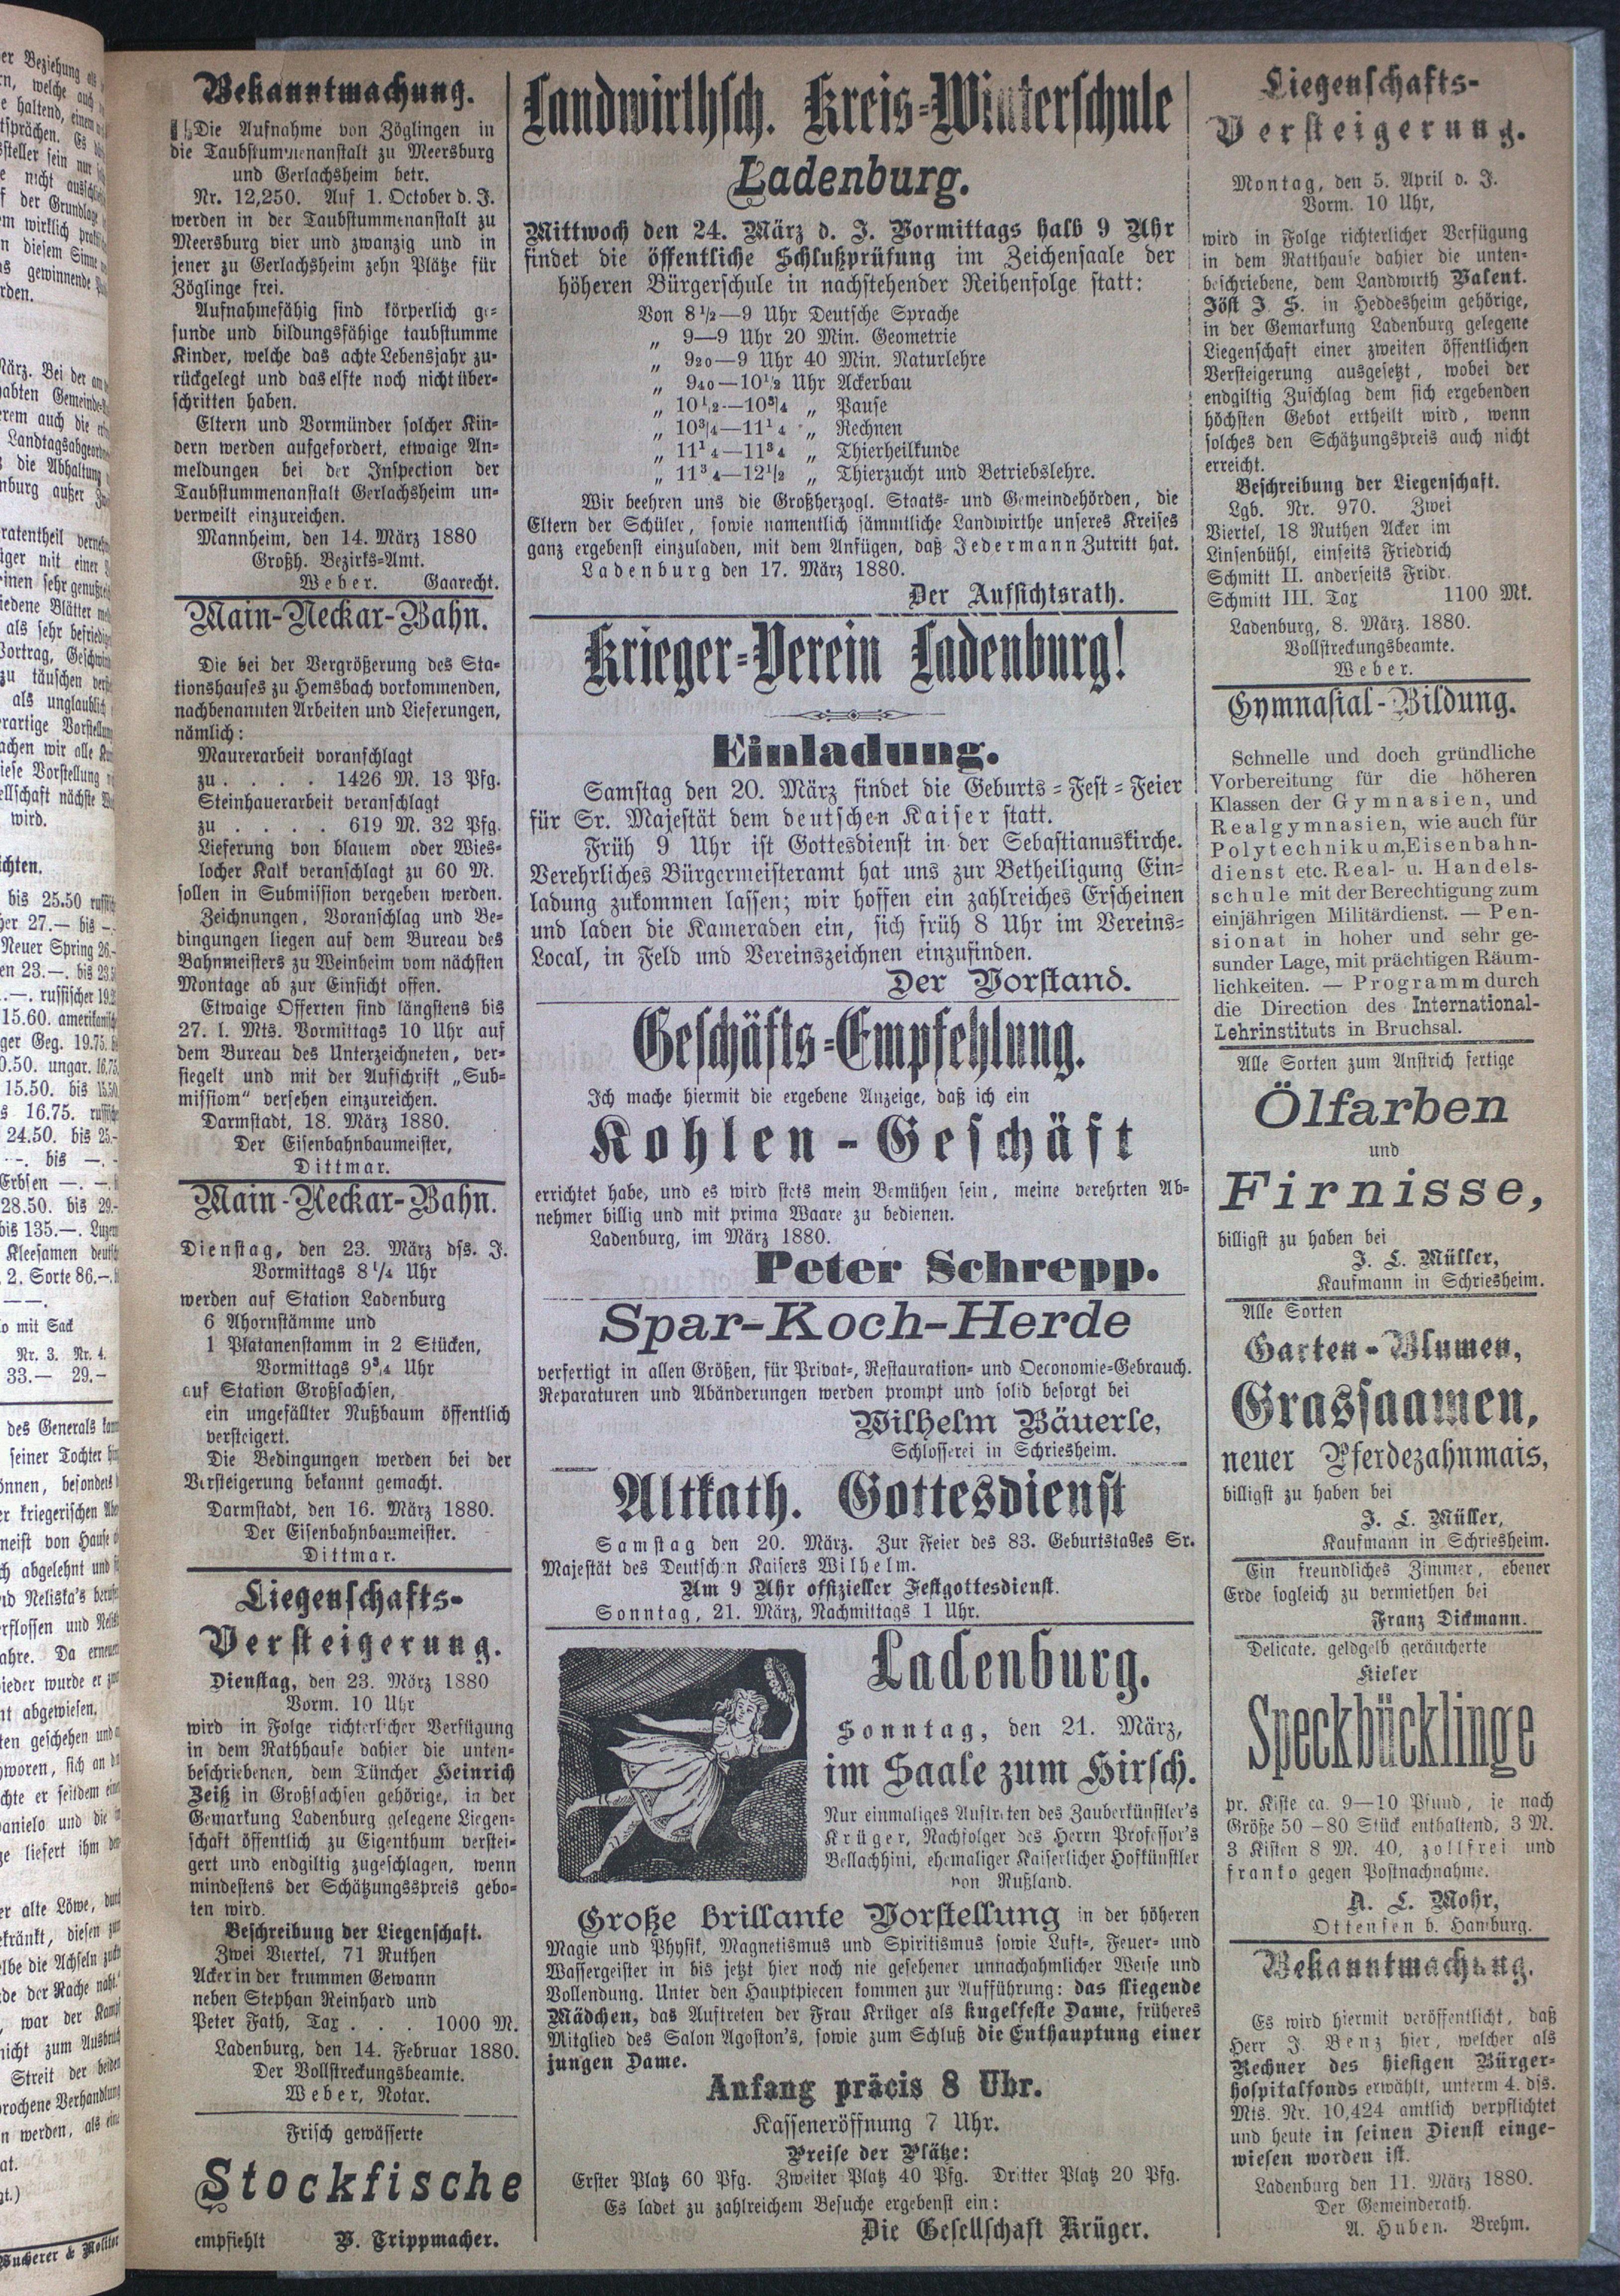 Bekanntmachung.
Die Aufnahme von Zöglingen in
die Taubstummenanstalt zu Meersburg
und Gerlachsheim betr.
Nr. 12,250. Auf 1. October d. J.
werden in der Taubstummenanstalt zu
Meersburg vier und zwanzig und in
jener zu Gerlachsheim zehn Plätze für
Zöglinge frei.
Aufnahmefähig sind körperlich ge-
sunde und bildungsfähige taubstumme
Kinder, welche das achte Lebensjahr zu-
rückgelegt und das elfte noch nicht über-
schritten haben.
Eltern und Vormünder solcher Kin-
dern werden aufgefordert, etwaige An-
meldungen bei der Inspection der
Taubstummenanstalt Gerlachsheim un-
verweilt einzureichen.
Mannheim, den 14. März 1880
Großh. Bezirks-Amt.
Weber. Gaarecht.
Main-Neckar-Bahn.
Die bei der Vergrößerung des Sta-
tionshauses zu Hemsbach vorkommenden,
nachbenannten Arbeiten und Lieferungen,
nämlich:
Maurerarbeit voranschlagt
zu . . . . 1426 M. 13 Pfg.
Steinhauerarbeit veranschlagt
zu . . . . 619 M. 32 Pfg.
Lieferung von blauem oder Wies-
locher Kalk veranschlagt zu 60 M.
sollen in Submission vergeben werden.
Zeichnungen, Voranschlag und Be-
dingungen liegen auf dem Bureau des
Bahnmeisters zu Weinheim vom nächsten
Montage ab zur Einsicht offen.
Etwaige Offerten sind längstens bis
27. l. Mts. Vormittags 10 Uhr auf
dem Bureau des Unterzeichneten, ver-
siegelt und mit der Aufschrift „Sub-
mission“ versehen einzureichen.
Darmstadt, 18. März 1880.
Der Eisenbahnbaumeister,
Dittmar.
Main-Neckar-Bahn.
Dienstag, den 23. März dss. J.
Vormittags 8 1/4 Uhr
werden auf Station Ladenburg
6 Ahornstämme und
1 Platanenstamm in 2 Stücken,
Vormittags 9 3/4 Uhr
auf Station Großsachsen,
ein ungefällter Nußbaum öffentlich
versteigert.
Die Bedingungen werden bei der
Versteigerung bekannt gemacht.
Darmstadt, den 16. März 1880.
Der Eisenbahnbaumeister.
Dittmar.
Liegenschafts-
Versteigerung.
Dienstag, den 23. März 1880
Vorm. 10 Uhr
wird in Folge richterlicher Verfügung
in dem Rathhause dahier die unten-
beschriebenen, dem Tüncher Heinrich
Zeiß in Großsachsen gehörige, in der
Gemarkung Ladenburg gelegene Liegen-
schaft öffentlich zu Eigenthum verstei-
gert und endgiltig zugeschlagen, wenn
mindestens der Schätzungsspreis gebo-
ten wird.
Beschreibung der Liegenschaft.
Zwei Viertel, 71 Ruthen
Acker in der krummen Gewann
neben Stephan Reinhard und
Peter Fath, Tax . . . 1000 M.
Ladenburg, den 14. Februar 1880.
Der Vollstreckungsbeamte.
Weber, Notar.
Frisch gewässerte
Stockfische
empfiehlt P. Trippmacher.
Landwirthsch. Kreis-Winterschule
Ladenburg.
Mittwoch den 24. März d. J. Vormittags halb 9 Uhr
findet die öffentliche Schlußprüfung im Zeichensaale der
höheren Bürgerschule in nachstehender Reihenfolge statt:
Von 8 1/2—9 Uhr Deutsche Sprache
„ 9—9 Uhr 20 Min. Geometrie
„ 920—9 Uhr 40 Min. Naturlehre
„ 940—10 1/2 Uhr Ackerbau
„ 10 1/2—10 3/4 „ Pause
„ 10 3/4—11 1/4 „ Rechnen
„ 11 1/4—11 3/4 „ Thierheilkunde
„ 11 3/4—12 1/2 „ Thierzucht und Betriebslehre.
Wir beehren uns die Großherzogl. Staats- und Gemeindehörden, die
Eltern der Schüler, sowie namentlich sämmtliche Landwirthe unseres Kreises
ganz ergebenst einzuladen, mit dem Anfügen, daß Jedermann Zutritt hat.
Ladenburg den 17. März 1880.
Der Aufsichtsrath.
Krieger-Verein Ladenburg!
Einladung.
Samstag den 20. März findet die Geburts-Fest-Feier
für Sr. Majestät dem deutschen Kaiser statt.
Früh 9 Uhr ist Gottesdienst in der Sebastianuskirche.
Verehrliches Bürgermeisteramt hat uns zur Betheiligung Ein-
ladung zukommen lassen; wir hoffen ein zahlreiches Erscheinen
und laden die Kameraden ein, sich früh 8 Uhr im Vereins-
Local, in Feld und Vereinszeichnen einzufinden.
Der Vorstand.
Geschäfts-Empfehlung.
Ich mache hiermit die ergebene Anzeige, daß ich ein
Kohlen-Geschäft
errichtet habe, und es wird stets mein Bemühen sein, meine verehrten Ab-
nehmer billig und mit prima Waare zu bedienen.
Ladenburg, im März 1880.
Peter Schrepp.
Spar-Koch-Herde
verfertigt in allen Größen, für Privat-, Restauration- und Oeconomie-Gebrauch.
Reparaturen und Abänderungen werden prompt und solid besorgt bei
Wilhelm Bäuerle,
Schlosserei in Schriesheim.
Altkath. Gottesdienst
Samstag den 20. März. Zur Feier des 83. Geburtstages Sr.
Majestät des Deutschen Kaisers Wilhelm.
Am 9 Uhr offizieller Festgottesdienst.
Sonntag, 21. März, Nachmittags 1 Uhr.
Ladenburg.
Sonntag, den 21. März,
im Saale zum Hirsch.
Nur einmaliges Auftreten des Zauberkünstler's
Krüger, Nachfolger des Herrn Professor's
Bellachhini, ehemaliger Kaiserlicher Hofkünstler
von Rußland.
Große brillante Vorstellung in der höheren
Magie und Physik, Magnetismus und Spiritismus sowie Luft-, Feuer- und
Wassergeister in bis jetzt hier noch nie gesehener unnachahmlicher Weise und
Vollendung. Unter den Hauptpiecen kommen zur Aufführung: das fliegende
Mädchen, das Auftreten der Frau Krüger als kugelfeste Dame, früheres
Mitglied des Salon Agoston's, sowie zum Schluß die Enthauptung einer
jungen Dame.
Anfang präcis 8 Uhr.
Kasseneröffnung 7 Uhr.
Preise der Plätze:
Erster Platz 60 Pfg. Zweiter Platz 40 Pfg. Dritter Platz 20 Pfg.
Es ladet zu zahlreichem Besuche ergebenst ein:
Die Gesellschaft Krüger.
Liegenschafts-
Versteigerung.
Montag, den 5. April d. J.
Vorm. 10 Uhr,
wird in Folge richterlicher Verfügung
in dem Ratthause dahier die unten-
beschriebene, dem Landwirth Valent.
Jöst J. S. in Heddesheim gehörige,
in der Gemarkung Ladenburg gelegene
Liegenschaft einer zweiten öffentlichen
Versteigerung ausgesetzt, wobei der
endgiltig Zuschlag dem sich ergebenden
höchsten Gebot ertheilt wird, wenn
solches den Schätzungspreis auch nicht
erreicht.
Beschreibung der Liegenschaft.
Lgb. Nr. 970. Zwei
Viertel, 18 Ruthen Acker im
Linsenbühl, einseits Friedrich
Schmitt II. anderseits Fridr.
Schmitt III. Tax 1100 Mk.
Ladenburg, 8. März. 1880.
Vollstreckungsbeamte.
Weber.
Gymnasial-Bildung.
Schnelle und doch gründliche
Vorbereitung für die höheren
Klassen der Gymnasien, und
Realgymnasien, wie auch für
Polytechnikum, Eisenbahn-
dienst etc. Real- u. Handels-
schule mit der Berechtigung zum
einjährigen Militärdienst. — Pen-
sionat in hoher und sehr ge-
sunder Lage, mit prächtigen Räum-
lichkeiten. — Programm durch
die Direction des International-
Lehrinstituts in Bruchsal.
Alle Sorten zum Anstrich fertige
Ölfarben
und
Firnisse,
billigst zu haben bei
J. L. Müller,
Kaufmann in Schriesheim.
Alle Sorten
Garten-Blumen,
Grassaamen,
neuer Pferdezahnmais,
billigst zu haben bei
J. L. Müller,
Kaufmann in Schriesheim.
Ein freundliches Zimmer, ebener
Erde sogleich zu vermiethen bei
Franz Dickmann.
Delicate, geldgelb geräucherte
Kieler
Speckbücklinge
pr. Kiste ca. 9—10 Pfund, je nach
Größe 50—80 Stück enthaltend, 3 M.
3 Kisten 8 M. 40, zollfrei und
franko gegen Postnachnahme.
A. L. Mohr,
Ottensen b. Hamburg.
Bekanntmachung.
Es wird hiermit veröffentlicht, daß
Herr J. Benz hier, welcher als
Rechner des hiesigen Bürger-
hospitalfonds erwählt, unterm 4. dss.
Mts. Nr. 10,424 amtlich verpflichtet
und heute in seinen Dienst einge-
wiesen worden ist.
Ladenburg den 11. März 1880.
Der Gemeinderath.
A. Huben. Brehm.